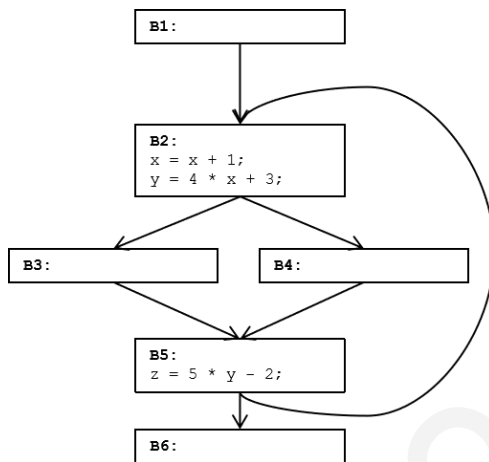 B1:
B2:
x = x + 1;
y = 4 * x + 3;
B3:
B4:
B5:
z = 5 * y - 2;
B6: